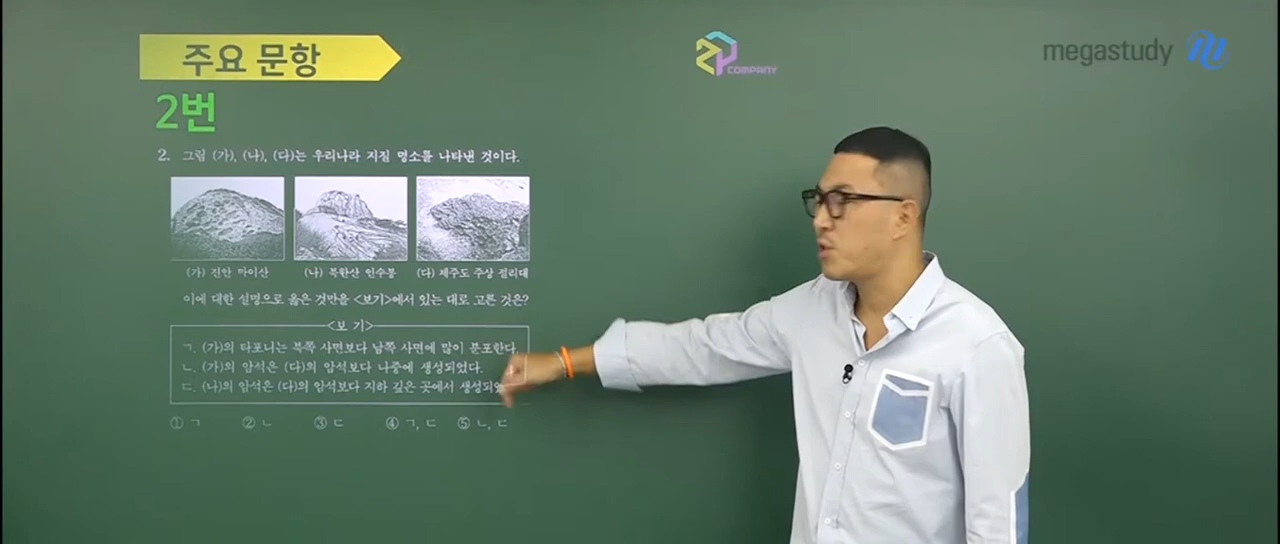 주요 문항
2번
2. 그림 (가), (나), (다)는 우리나라 지질 명소를 나타낸 것이다.
(가) 진안 마이산 (나) 북한산 인수봉 (다) 제주도 주상 절리대
이에 대한 설명으로 옳은 것만을 <보기>에서 있는 대로 고른 것은?
<보 기>
ㄱ. (가)의 타포니는 북쪽 사면보다 남쪽 사면에 많이 분포한다.
ㄴ. (가)의 암석은 (다)의 암석보다 나중에 생성되었다.
ㄷ. (나)의 암석은 (다)의 암석보다 지하 깊은 곳에서
① ㄱ ② ㄴ ③ ㄷ ④ ㄱ, ㄷ ⑤ ㄴ, ㄷ
COMPANY
megastudy